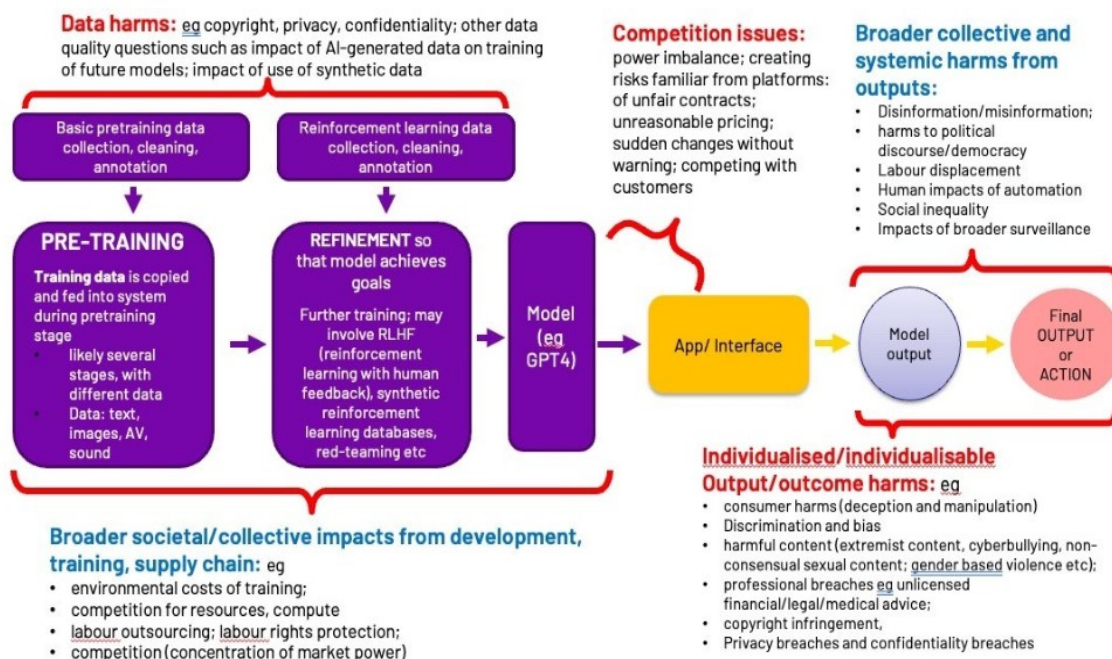 Data harms: eg copyright, privacy, confidentiality; other data
quality questions such as impact of AI-generated data on training
of future models; impact of use of synthetic data
Competition issues:
power imbalance; creating
risks familiar from platforms:
of unfair contracts;
unreasonable pricing;
sudden changes without
warning; competing with
customers
Broader collective and
systemic harms from
outputs:
• Disinformation/misinformation;
• harms to political
discourse/democracy
• Labour displacement
• Human impacts of automation
• Social inequality
• Impacts of broader surveillance
Basic pretraining data
collection, cleaning,
annotation
Reinforcement learning data
collection, cleaning,
annotation
PRE-TRAINING
Training data is copied
and fed into system
during pretraining
stage
• likely several
stages, with
different data
• Data: text,
images, AV,
sound
REFINEMENT so
that model achieves
goals
Further training; may
involve RLHF
(reinforcement
learning with human
feedback), synthetic
reinforcement
learning databases,
red-teaming etc
Model
(eg
GPT4)
App/ Interface
Model
output
Final
OUTPUT
or
ACTION
Broader societal/collective impacts from development,
training, supply chain: eg
• environmental costs of training;
• competition for resources, compute
• labour outsourcing; labour rights protection;
• competition (concentration of market power)
Individualised/individualisable
Output/outcome harms: eg
• consumer harms (deception and manipulation)
• Discrimination and bias
• harmful content (extremist content, cyberbullying, non-
consensual sexual content; gender based violence etc);
• professional breaches eg unlicensed
financial/legal/medical advice;
• copyright infringement,
• Privacy breaches and confidentiality breaches